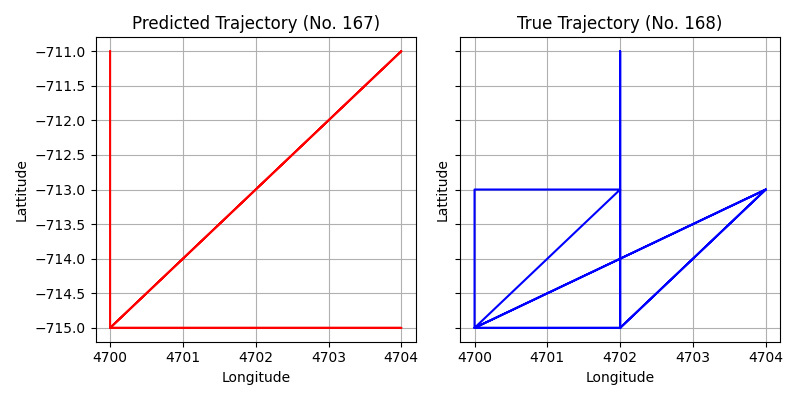 Predicted Trajectory (No. 167)
True Trajectory (No. 168)
−711.0
−711.5
−712.0
−712.5
−713.0
−713.5
−714.0
−714.5
−715.0
Lattitude
Lattitude
4700 4701 4702 4703 4704
4700 4701 4702 4703 4704
Longitude
Longitude